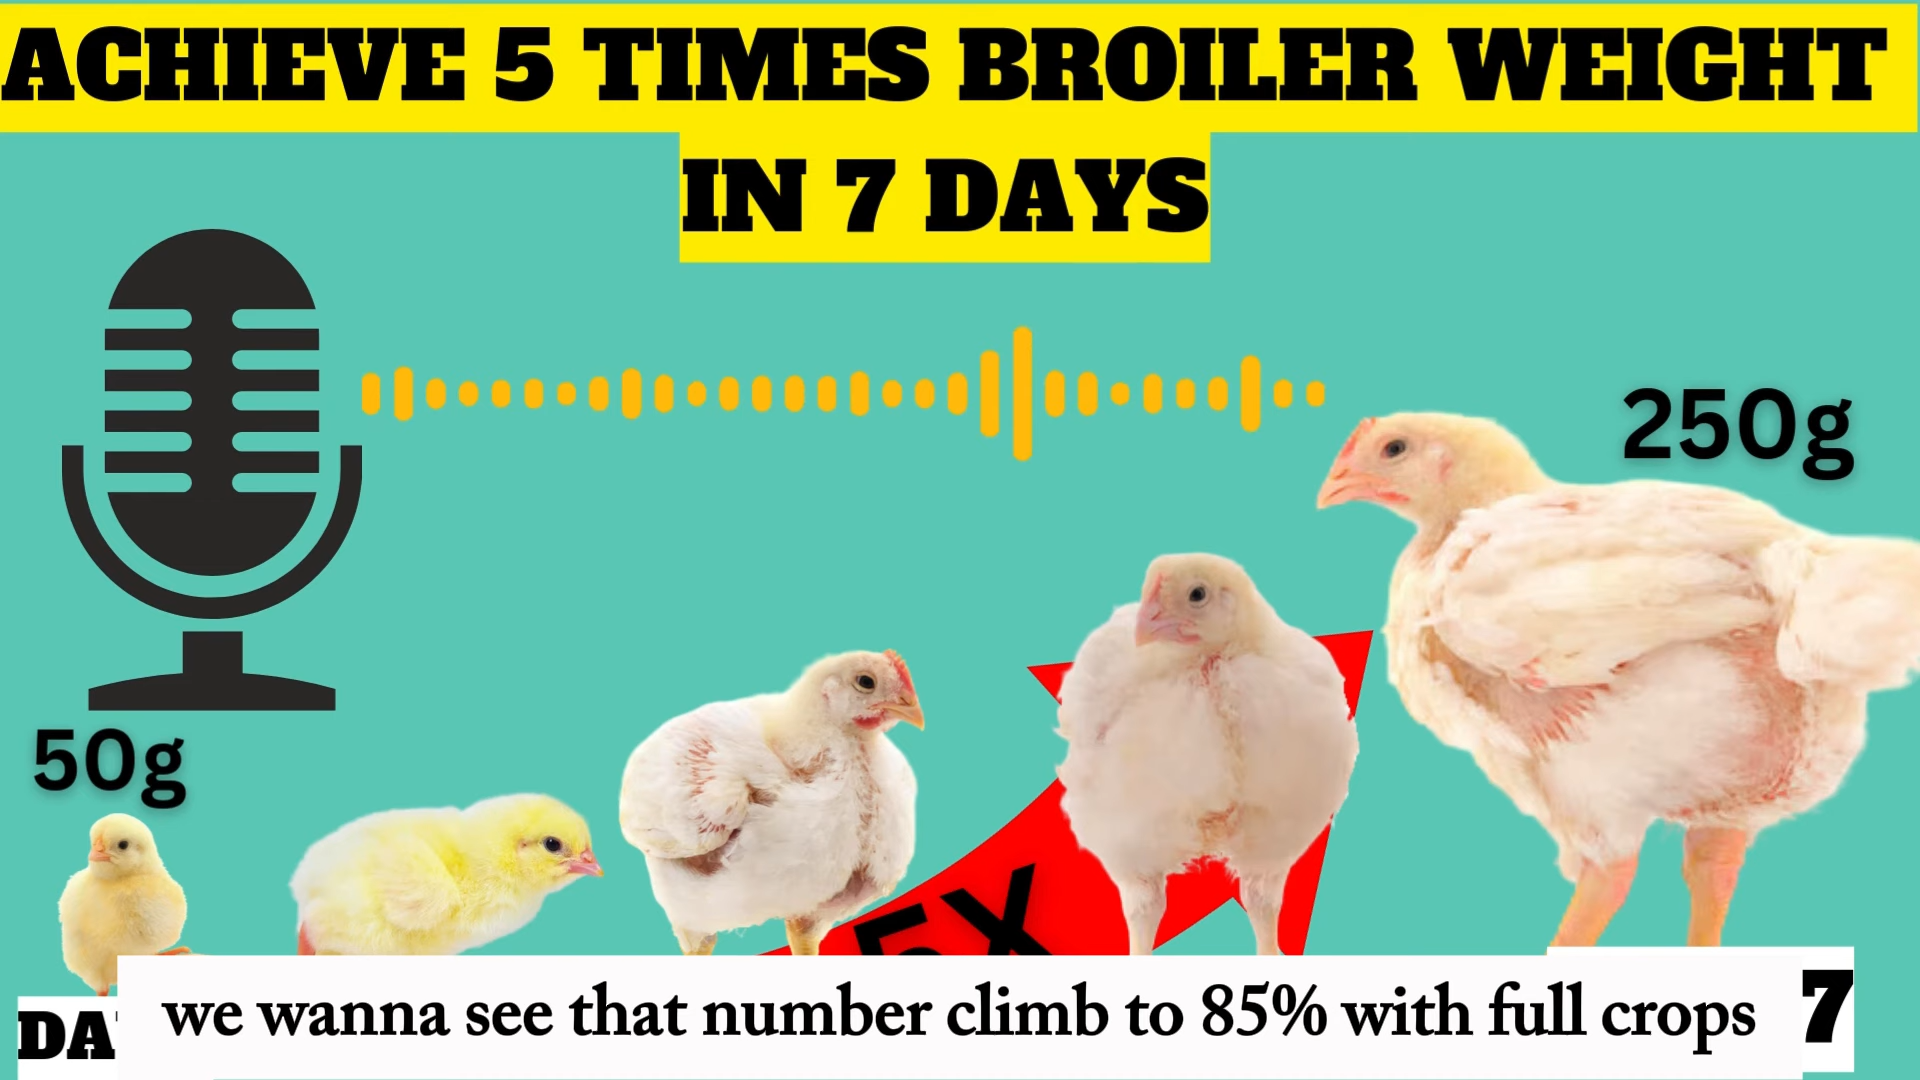 ACHIEVE 5 TIMES BROILER WEIGHT
IN 7 DAYS
250g
50g
5X
we wanna see that number climb to 85% with full crops
7